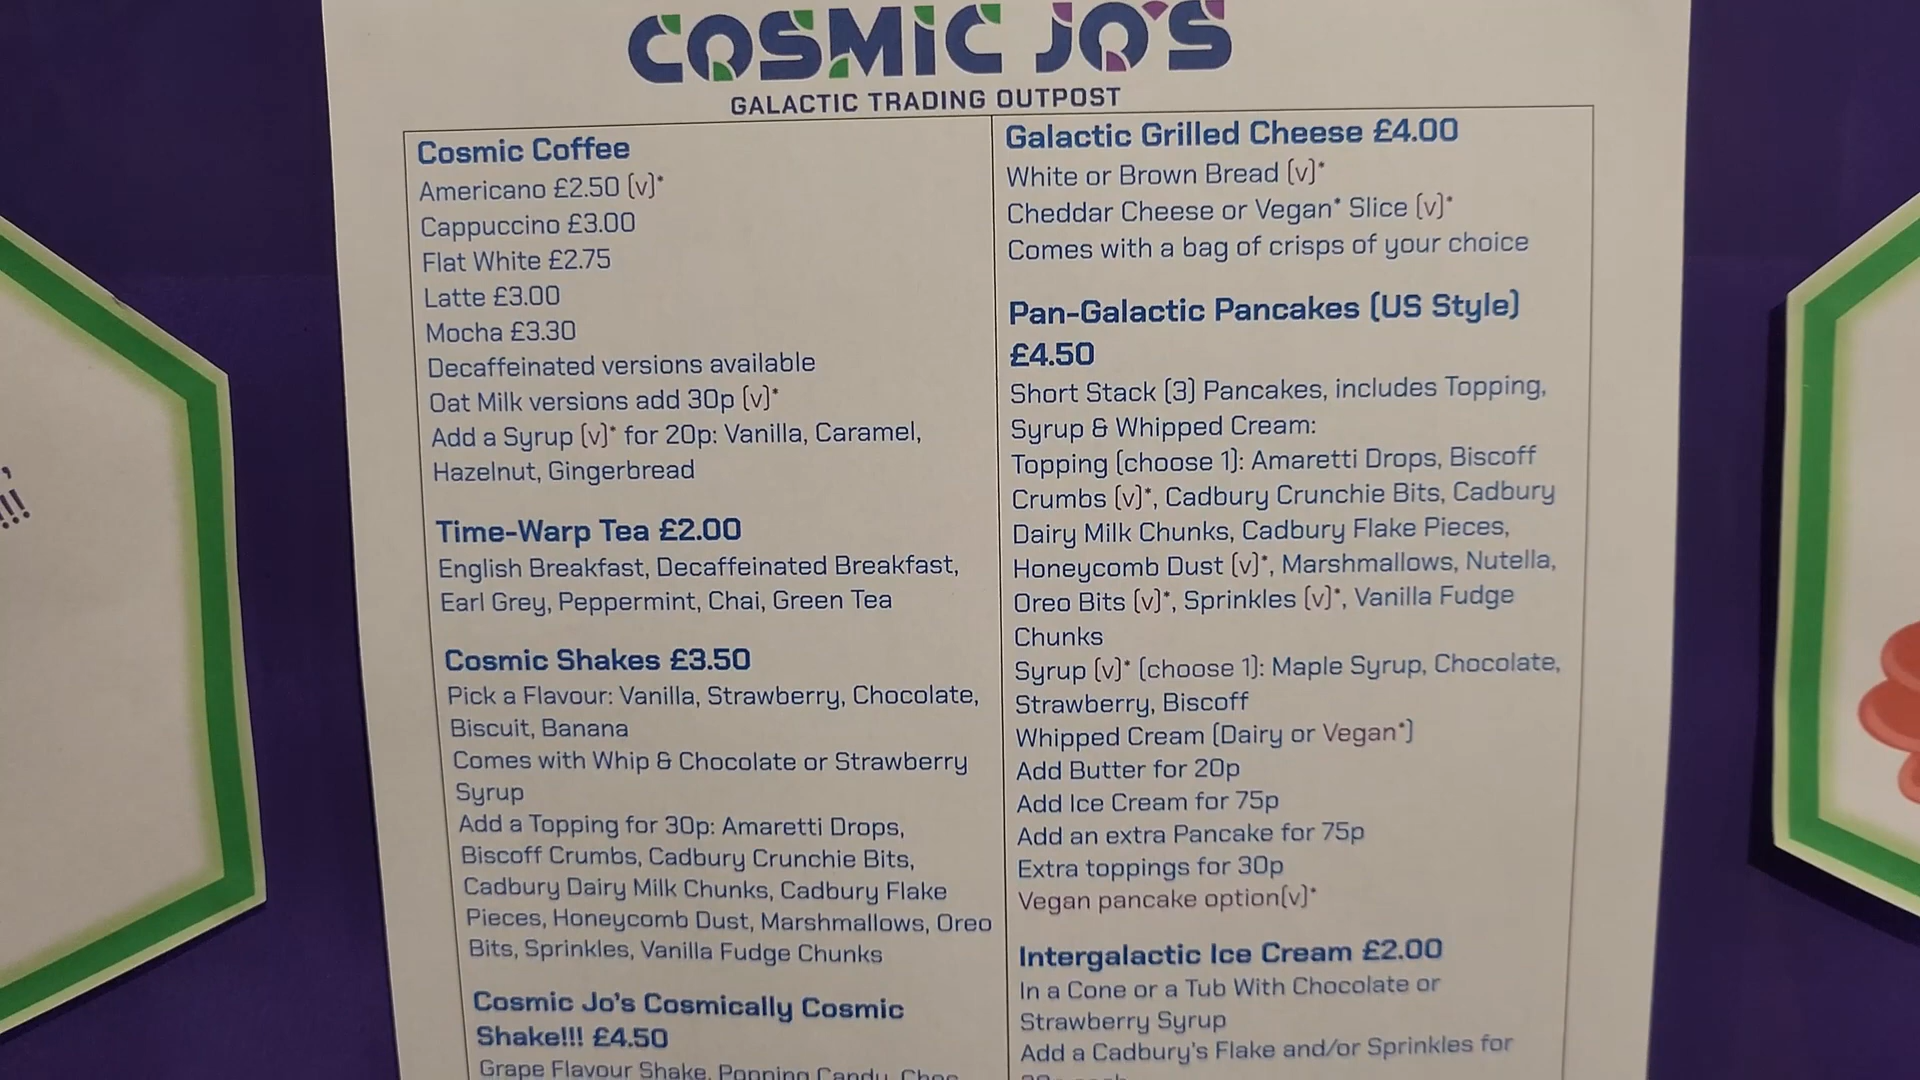 COSMIC JO'S
GALACTIC TRADING OUTPOST
Cosmic Coffee
Americano £2.50 (v)*
Cappuccino £3.00
Flat White £2.75
Latte £3.00
Mocha £3.30
Decaffeinated versions available
Oat Milk versions add 30p (v)*
Add a Syrup (v)* for 20p: Vanilla, Caramel,
Hazelnut, Gingerbread
Time-Warp Tea £2.00
English Breakfast, Decaffeinated Breakfast,
Earl Grey, Peppermint, Chai, Green Tea
Cosmic Shakes £3.50
Pick a Flavour: Vanilla, Strawberry, Chocolate,
Biscuit, Banana
Comes with Whip & Chocolate or Strawberry
Syrup
Add a Topping for 30p: Amaretti Drops,
Biscoff Crumbs, Cadbury Crunchie Bits,
Cadbury Dairy Milk Chunks, Cadbury Flake
Pieces, Honeycomb Dust, Marshmallows, Oreo
Bits, Sprinkles, Vanilla Fudge Chunks
Cosmic Jo's Cosmically Cosmic
Shake!!! £4.50
Grape Flavour Shake, Popping Candy, Choc
Galactic Grilled Cheese £4.00
White or Brown Bread (v)*
Cheddar Cheese or Vegan* Slice (v)*
Comes with a bag of crisps of your choice
Pan-Galactic Pancakes (US Style)
£4.50
Short Stack (3) Pancakes, includes Topping,
Syrup & Whipped Cream:
Topping (choose 1): Amaretti Drops, Biscoff
Crumbs (v)*, Cadbury Crunchie Bits, Cadbury
Dairy Milk Chunks, Cadbury Flake Pieces,
Honeycomb Dust (v)*, Marshmallows, Nutella,
Oreo Bits (v)*, Sprinkles (v)*, Vanilla Fudge
Chunks
Syrup (v)* (choose 1): Maple Syrup, Chocolate,
Strawberry, Biscoff
Whipped Cream (Dairy or Vegan*)
Add Butter for 20p
Add Ice Cream for 75p
Add an extra Pancake for 75p
Extra toppings for 30p
Vegan pancake option(v)*
Intergalactic Ice Cream £2.00
In a Cone or a Tub With Chocolate or
Strawberry Syrup
Add a Cadbury's Flake and/or Sprinkles for
,
!!!